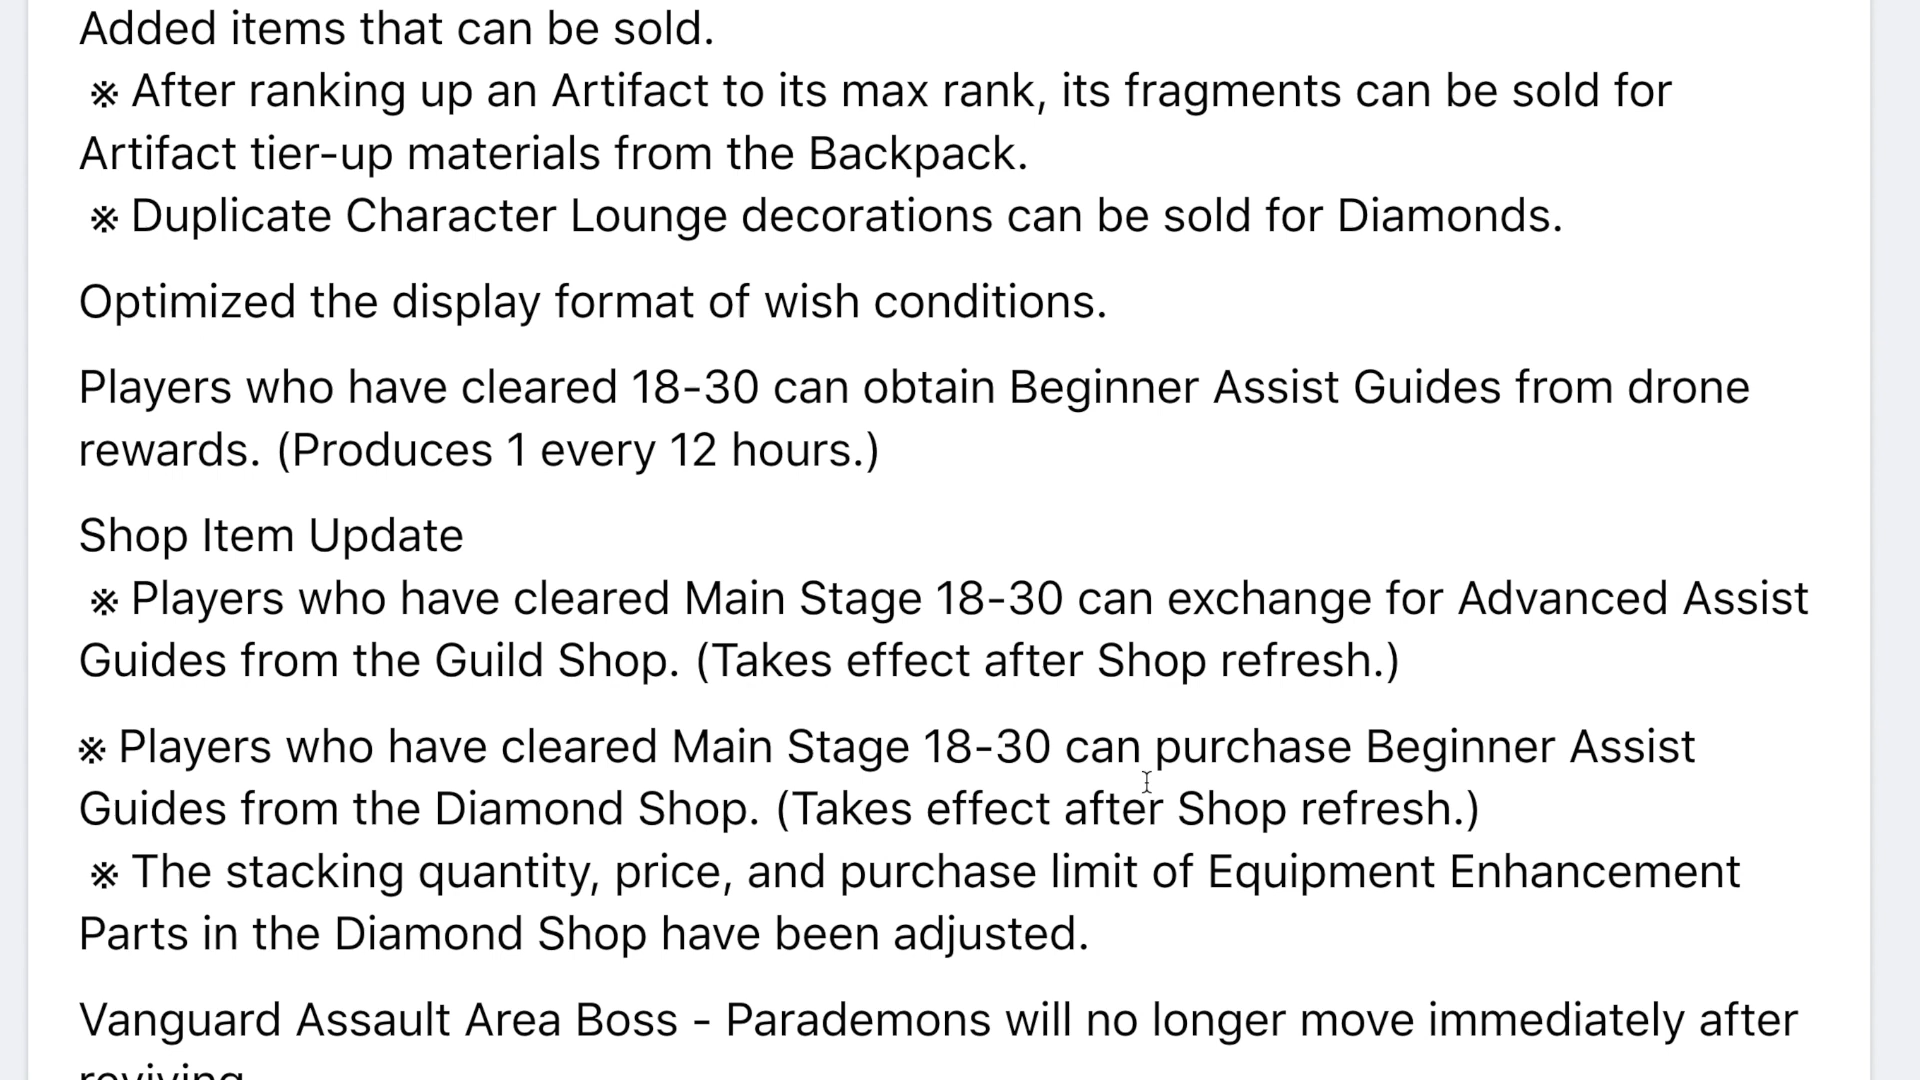 Added items that can be sold.
※ After ranking up an Artifact to its max rank, its fragments can be sold for
Artifact tier-up materials from the Backpack.
※ Duplicate Character Lounge decorations can be sold for Diamonds.
Optimized the display format of wish conditions.
Players who have cleared 18-30 can obtain Beginner Assist Guides from drone
rewards. (Produces 1 every 12 hours.)
Shop Item Update
※ Players who have cleared Main Stage 18-30 can exchange for Advanced Assist
Guides from the Guild Shop. (Takes effect after Shop refresh.)
※ Players who have cleared Main Stage 18-30 can purchase Beginner Assist
Guides from the Diamond Shop. (Takes effect after Shop refresh.)
※ The stacking quantity, price, and purchase limit of Equipment Enhancement
Parts in the Diamond Shop have been adjusted.
Vanguard Assault Area Boss - Parademons will no longer move immediately after
reviving